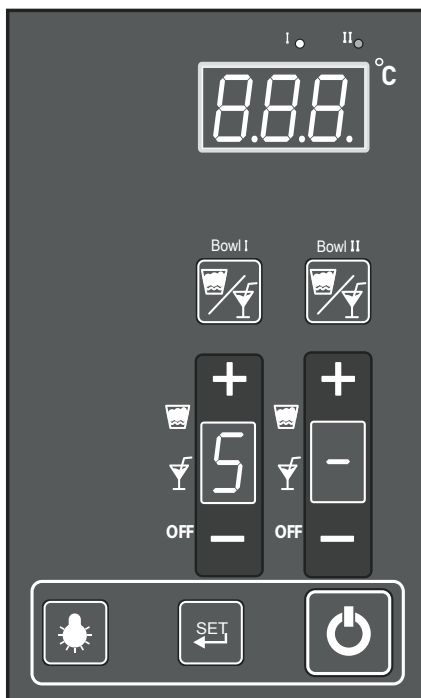 I II
°C
8.8.8.
Bowl I Bowl II
+ +
5 -
OFF OFF
— —
SET